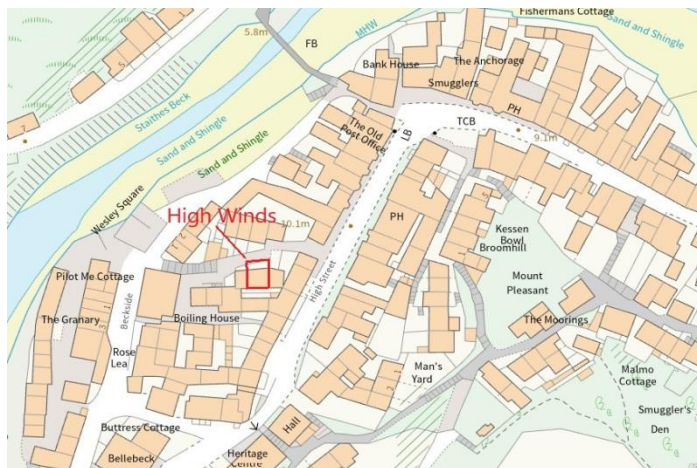 Fishermans Cottage
Sand and Shingle
5.8m
FB
MHW
Bank House
The Anchorage
Smugglers
PH
Staithes Beck
The Old
Post Office
LB
TCB
9.1m
Sand and Shingle
Sand and Shingle
Wesley Square
High Winds
10.1m
PH
Kessen
Bowl
Broomhill
Pilot Me Cottage
High Street
Mount
Pleasant
The Granary
Beckside
Boiling House
The Moorings
Rose
Lea
Man's
Yard
Malmo
Cottage
Smuggler's
Den
Buttress Cottage
Hall
Bellebeck
Heritage
Centre